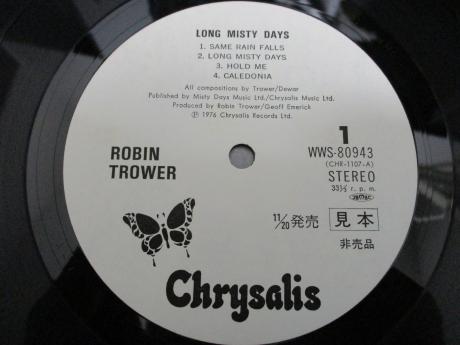 LONG MISTY DAYS
1. SAME RAIN FALLS
2. LONG MISTY DAYS
3. HOLD ME
4. CALEDONIA
All compositions by Trower/Dewar
Published by Misty Days Music Ltd./Chrysalis Music Ltd.
Produced by Robin Trower/Geoff Emerick
Ⓟ 1976 Chrysalis Records Ltd.
ROBIN
TROWER
1
WWS-80943
(CHR-1107-A)
STEREO
33⅓ r.p.m.
11/20発売 見本
非売品
Chrysalis